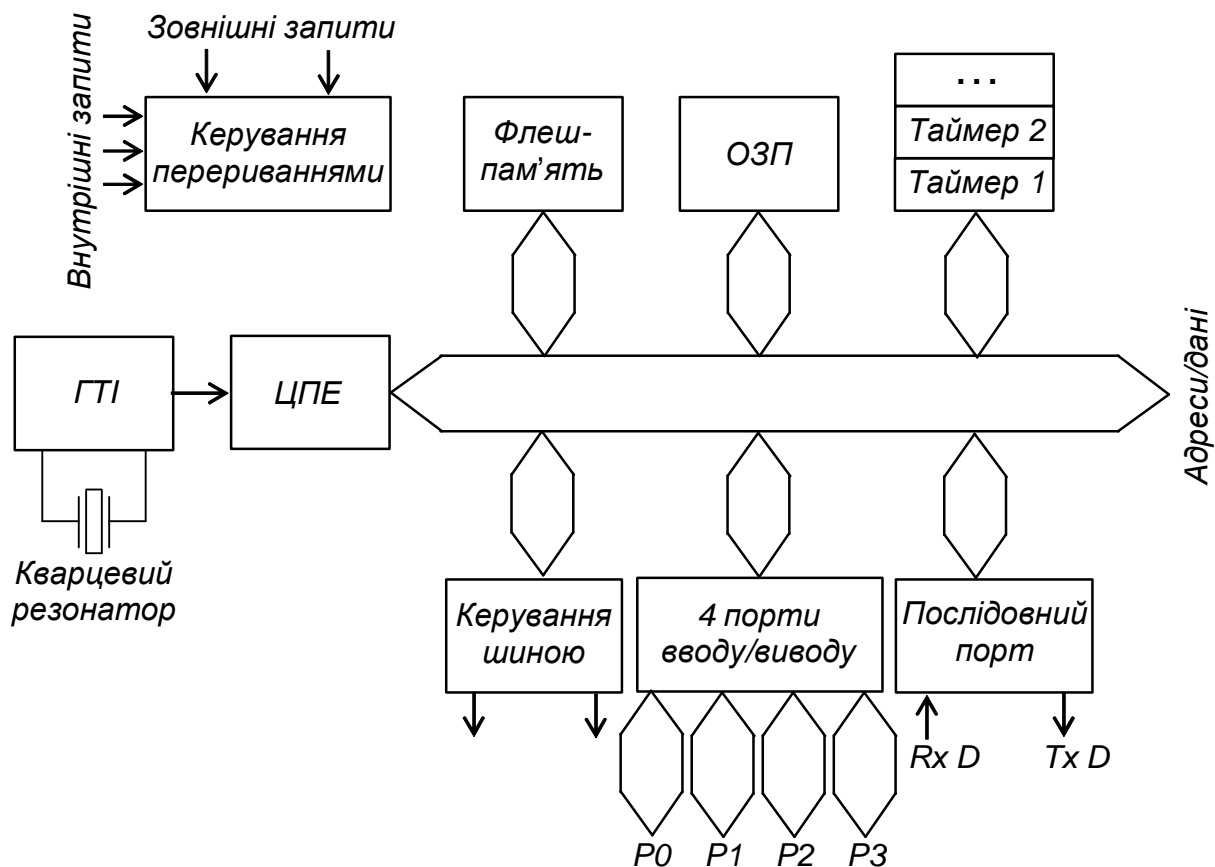 Зовнішні запити
Внутрішні запити
Керування
перериваннями
Флеш-
пам’ять
ОЗП
...
Таймер 2
Таймер 1
ГТІ
ЦПЕ
Адреси/дані
Кварцевий
резонатор
Керування
шиною
4 порти
вводу/виводу
Послідовний
порт
Rx D
Tx D
P0
P1
P2
P3